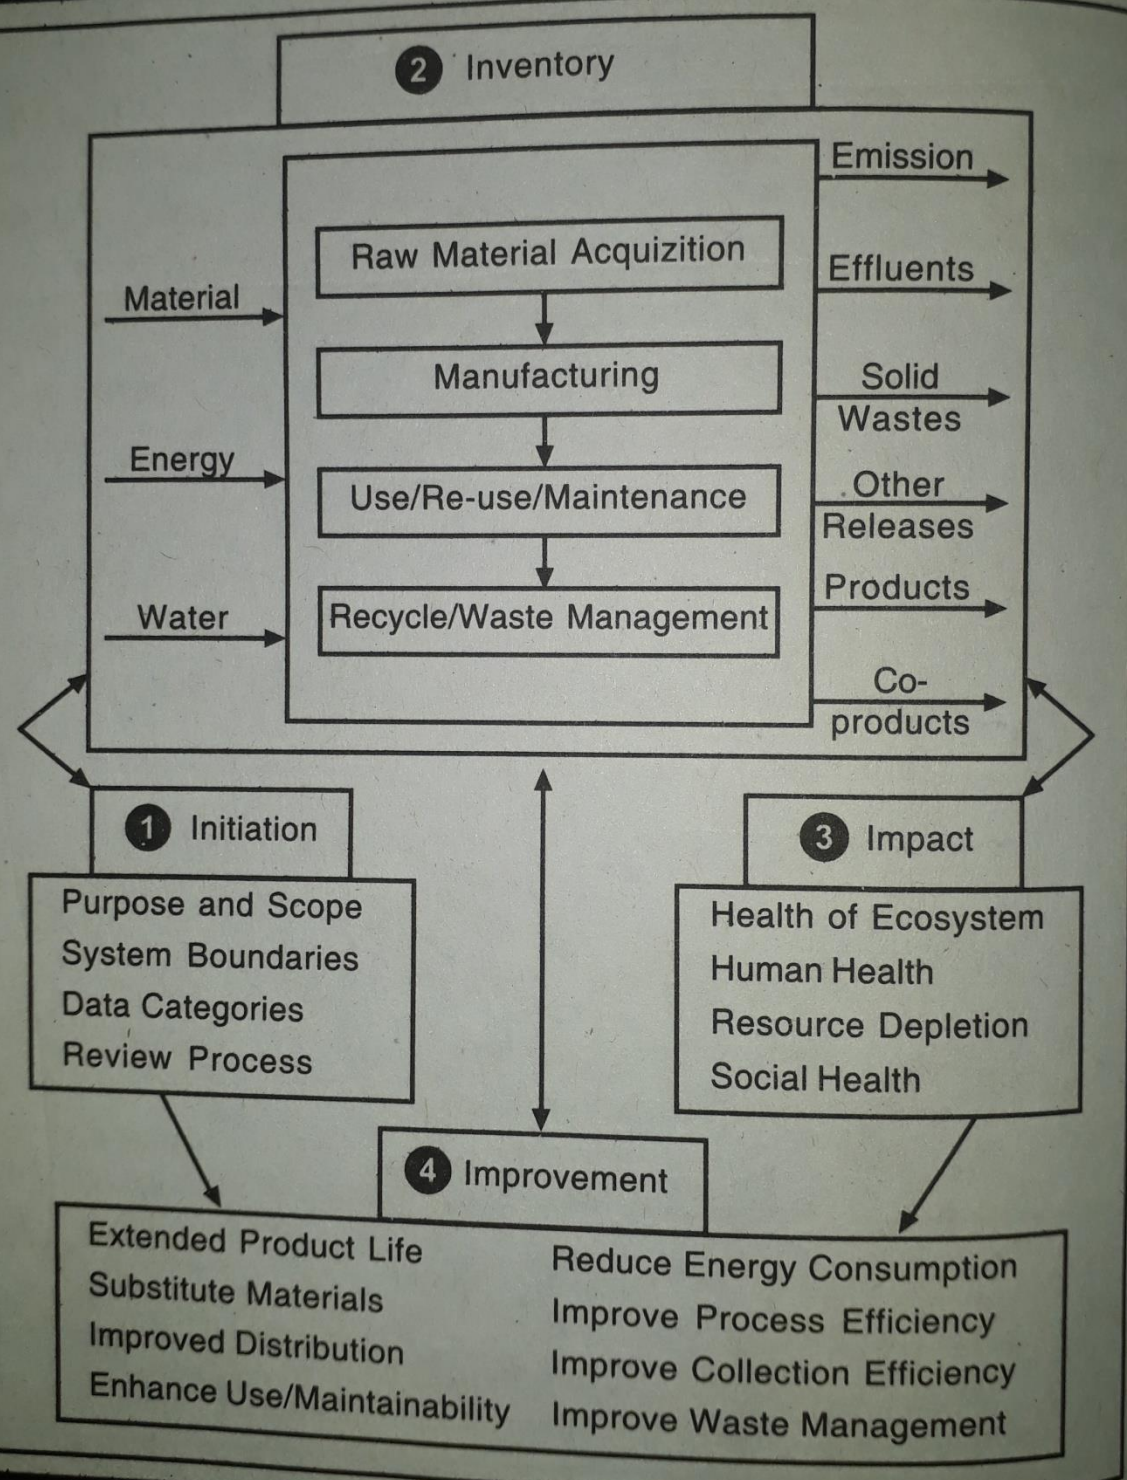 2 Inventory
Raw Material Acquizition
Manufacturing
Use/Re-use/Maintenance
Recycle/Waste Management
Material
Energy
Water
Emission
Effluents
Solid
Wastes
Other
Releases
Products
Co-
products
1 Initiation
Purpose and Scope
System Boundaries
Data Categories
Review Process
3 Impact
Health of Ecosystem
Human Health
Resource Depletion
Social Health
4 Improvement
Extended Product Life
Substitute Materials
Improved Distribution
Enhance Use/Maintainability
Reduce Energy Consumption
Improve Process Efficiency
Improve Collection Efficiency
Improve Waste Management